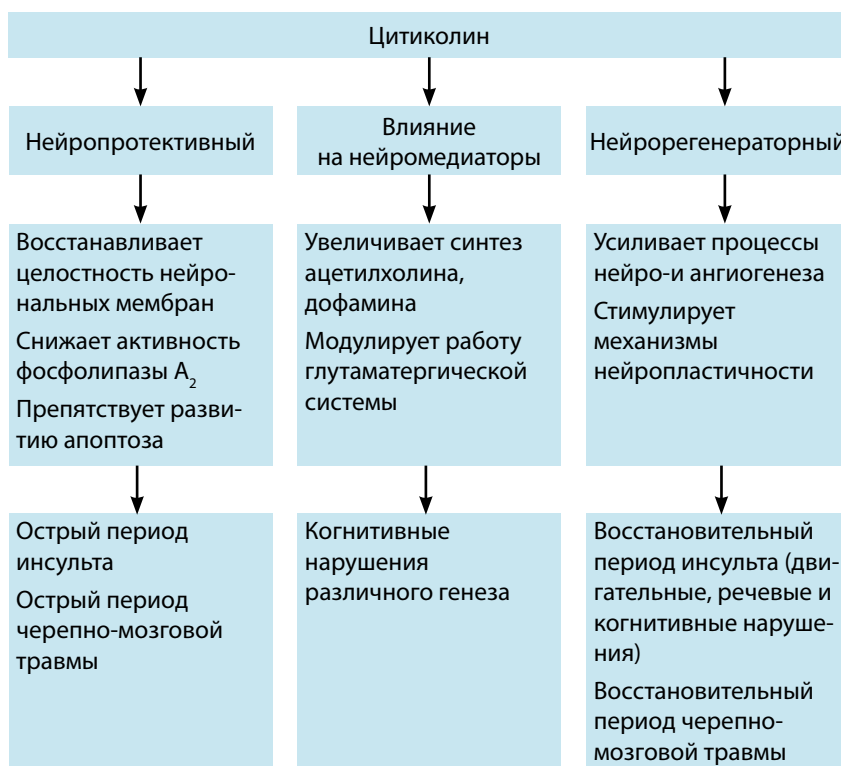 Цитиколин
Нейропротективный
Влияние
на нейромедиаторы
Нейрорегенераторный
Восстанавливает
целостность нейро-
нальных мембран
Снижает активность
фосфолипазы А₂
Препятствует разви-
тию апоптоза
Увеличивает синтез
ацетилхолина,
дофамина
Модулирует работу
глутаматергической
системы
Усиливает процессы
нейро-и ангиогенеза
Стимулирует
механизмы
нейропластичности
Острый период
инсульта
Острый период
черепно-мозговой
травмы
Когнитивные
нарушения
различного генеза
Восстановительный
период инсульта (дви-
гательные, речевые и
когнитивные наруше-
ния)
Восстановительный
период черепно-
мозговой травмы